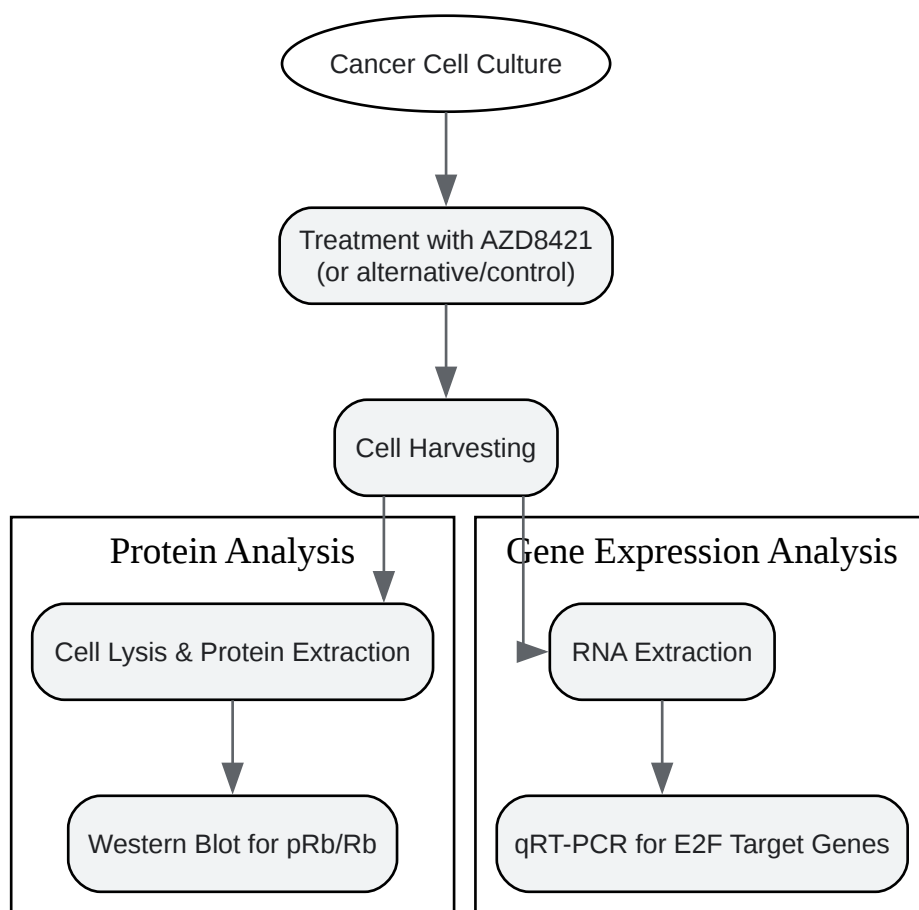 Cancer Cell Culture
Treatment with AZD8421
(or alternative/control)
Cell Harvesting
Protein Analysis
Cell Lysis & Protein Extraction
Western Blot for pRb/Rb
Gene Expression Analysis
RNA Extraction
qRT-PCR for E2F Target Genes